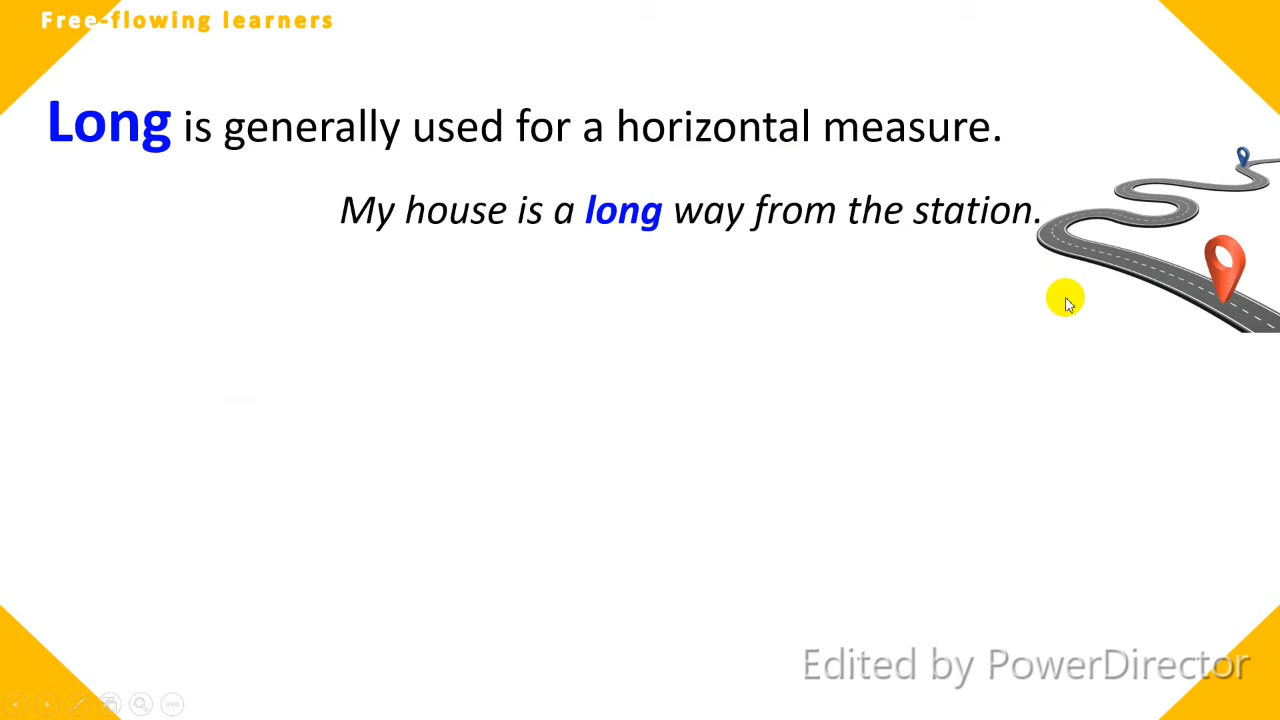 Free-flowing learners
Long is generally used for a horizontal measure.
My house is a long way from the station.
Edited by PowerDirector